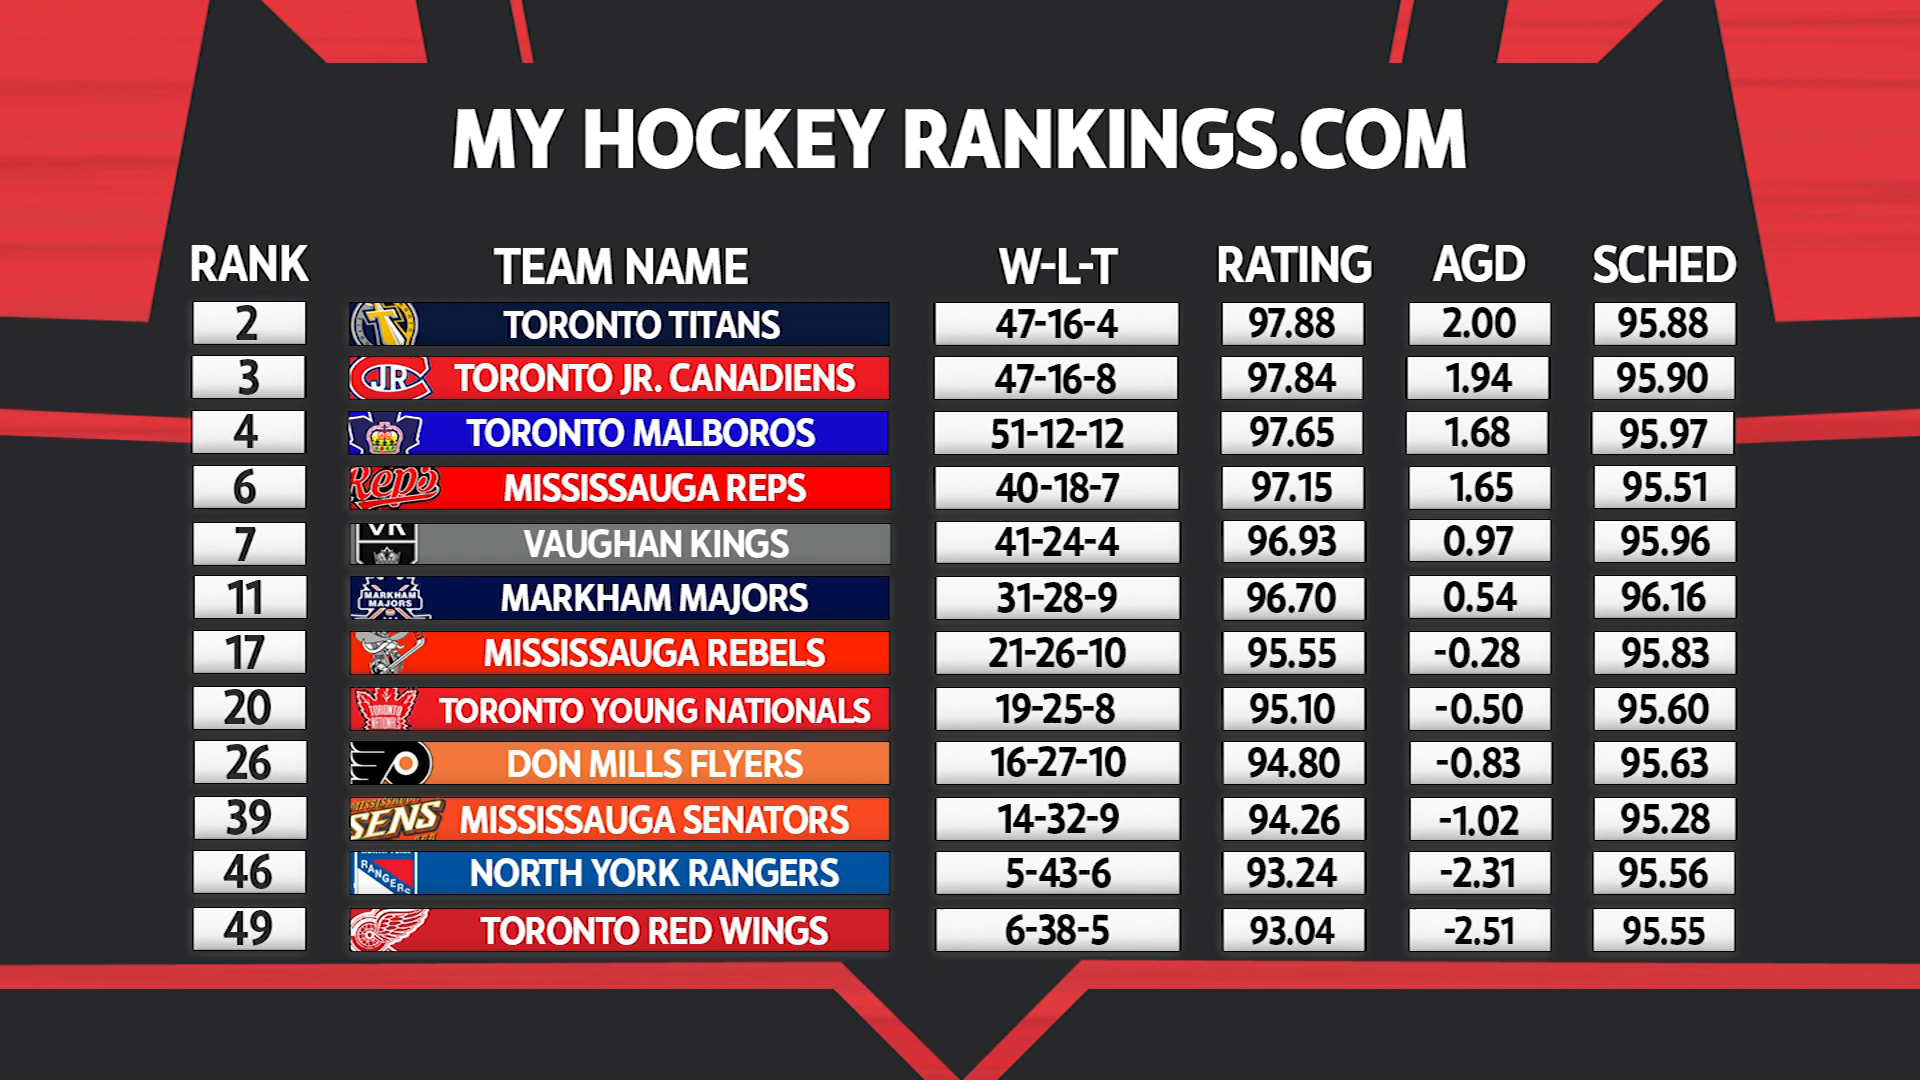 MY HOCKEY RANKINGS.COM
RANK TEAM NAME W-L-T RATING AGD SCHED
2 TORONTO TITANS 47-16-4 97.88 2.00 95.88
3 JR TORONTO JR. CANADIENS 47-16-8 97.84 1.94 95.90
4 TORONTO MALBOROS 51-12-12 97.65 1.68 95.97
6 Reps MISSISSAUGA REPS 40-18-7 97.15 1.65 95.51
7 VK VAUGHAN KINGS 41-24-4 96.93 0.97 95.96
11 MARKHAM MAJORS MARKHAM MAJORS 31-28-9 96.70 0.54 96.16
17 MISSISSAUGA REBELS 21-26-10 95.55 -0.28 95.83
20 TORONTO NATIONALS TORONTO YOUNG NATIONALS 19-25-8 95.10 -0.50 95.60
26 DON MILLS FLYERS 16-27-10 94.80 -0.83 95.63
39 MISSISSAUGA SENS MISSISSAUGA SENATORS 14-32-9 94.26 -1.02 95.28
46 RANGERS NORTH YORK RANGERS 5-43-6 93.24 -2.31 95.56
49 TORONTO RED WINGS 6-38-5 93.04 -2.51 95.55